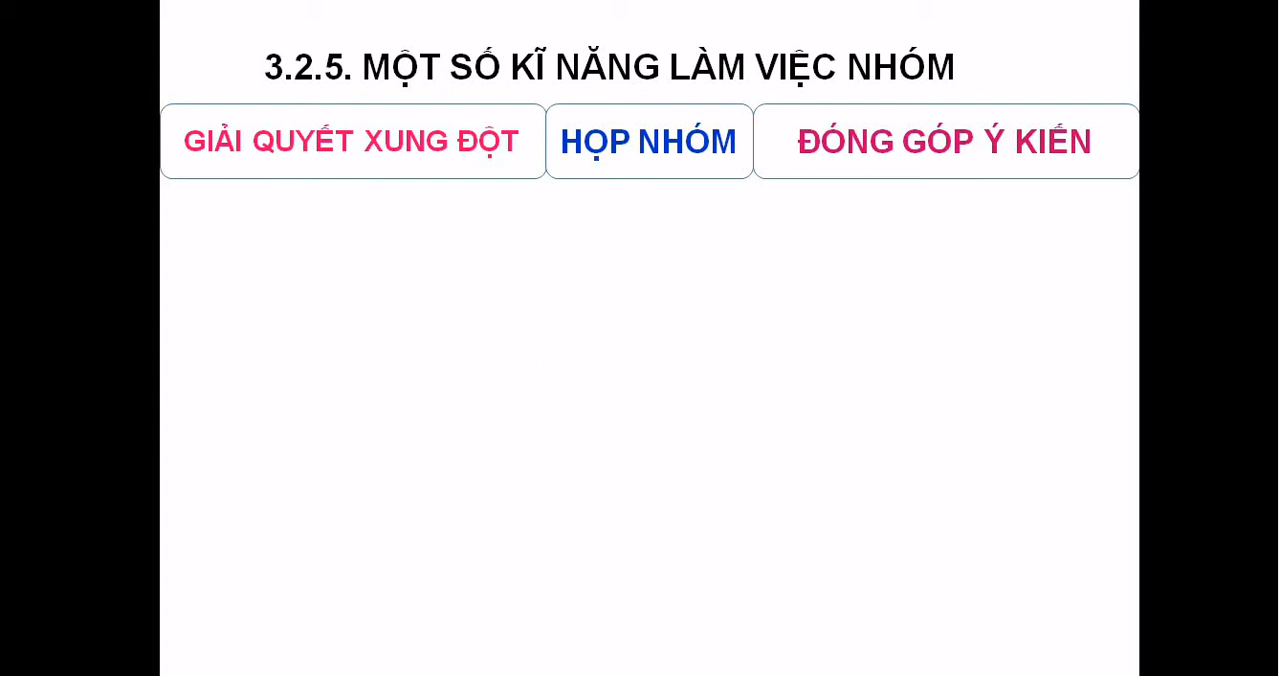 3.2.5. MỘT SỐ KĨ NĂNG LÀM VIỆC NHÓM
GIẢI QUYẾT XUNG ĐỘT HỌP NHÓM ĐÓNG GÓP Ý KIẾN